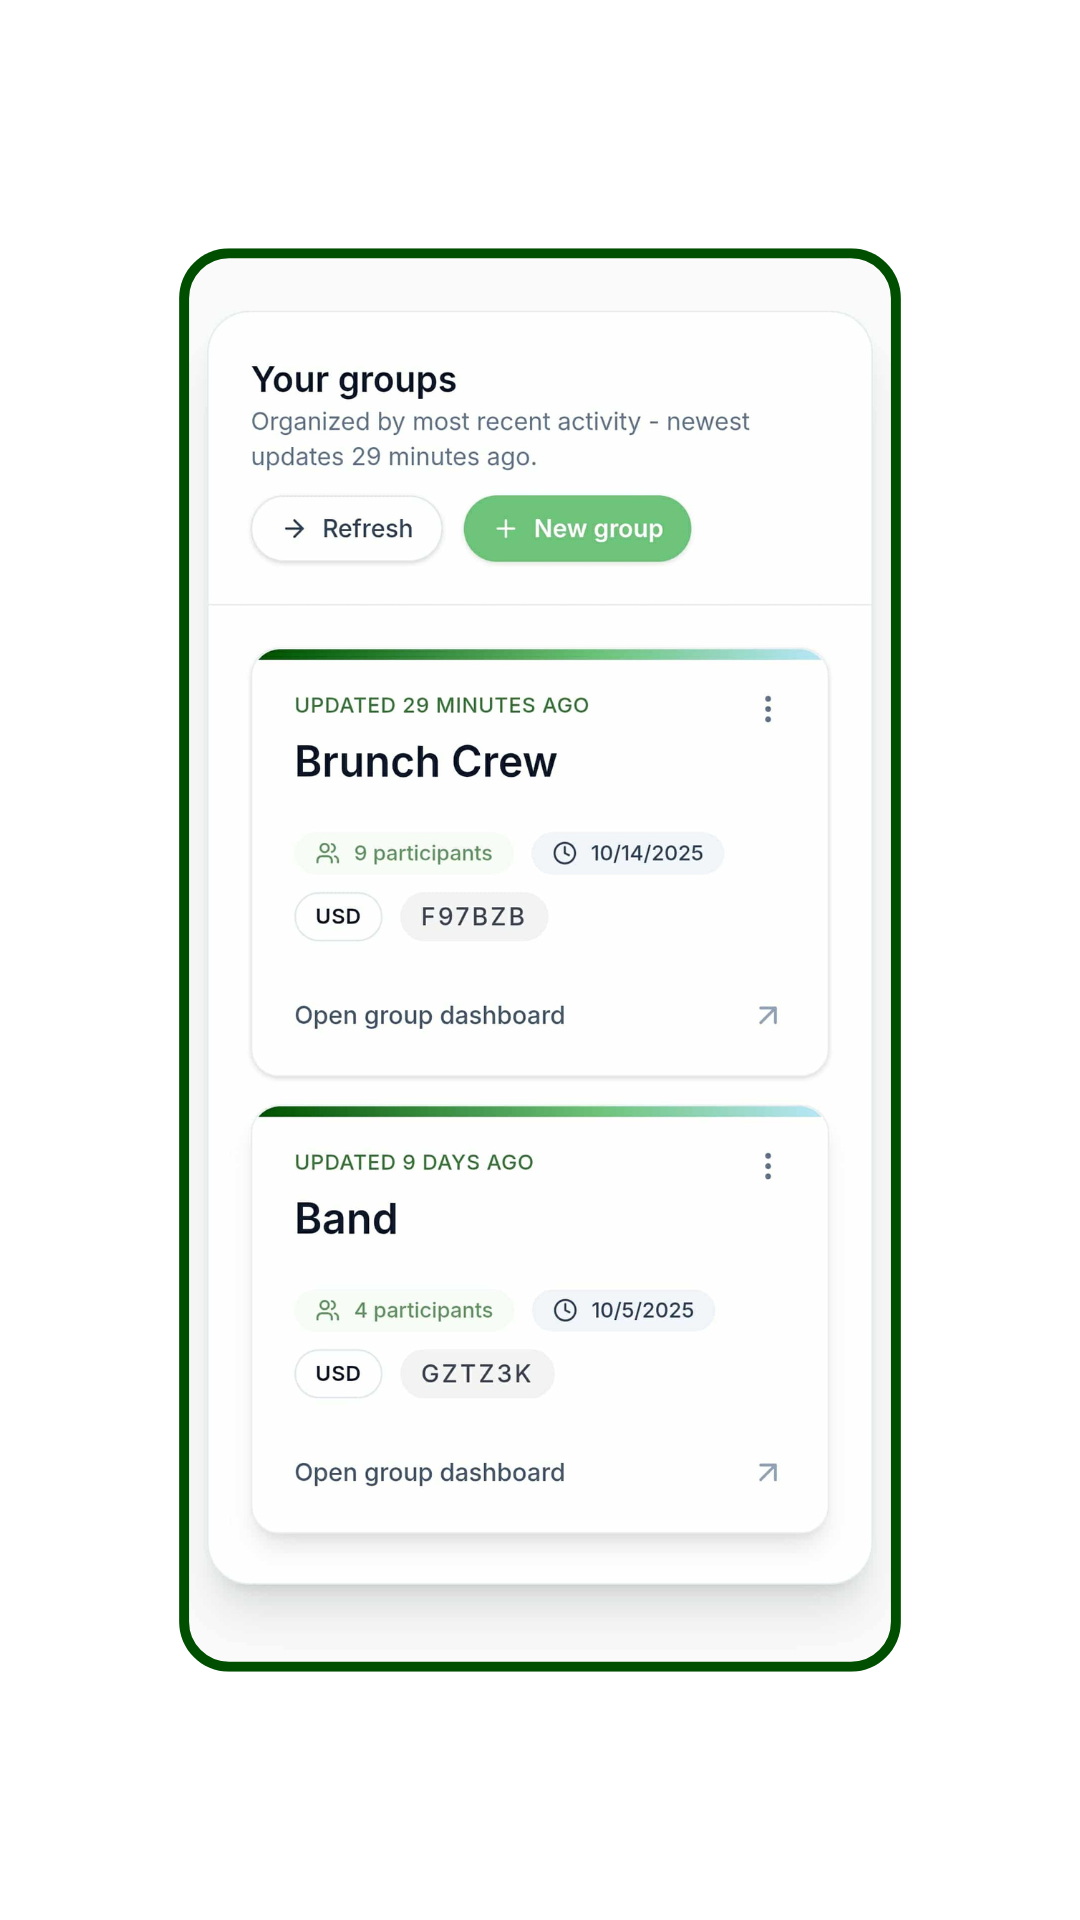 Your groups
Organized by most recent activity - newest
updates 29 minutes ago.
Refresh
New group
UPDATED 29 MINUTES AGO
Brunch Crew
9 participants
10/14/2025
USD
F97BZB
Open group dashboard
UPDATED 9 DAYS AGO
Band
4 participants
10/5/2025
USD
GZTZ3K
Open group dashboard